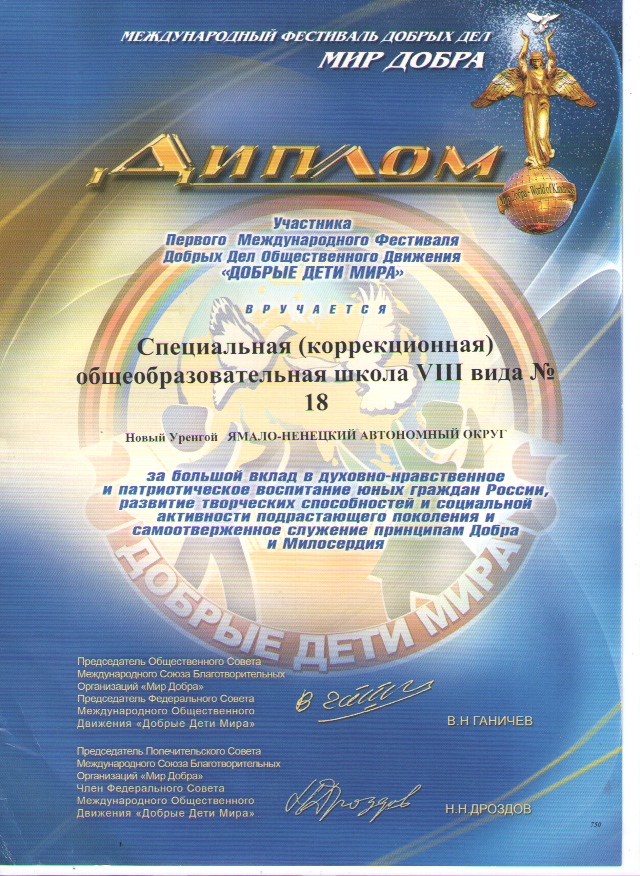 МЕЖДУНАРОДНЫЙ ФЕСТИВАЛЬ ДОБРЫХ ДЕЛ
МИР ДОБРА
ДИПЛОМ
Участника
Первого Международного Фестиваля
Добрых Дел Общественного Движения
«ДОБРЫЕ ДЕТИ МИРА»
ВРУЧАЕТСЯ
Специальная (коррекционная)
общеобразовательная школа VIII вида №
18
Новый Уренгой ЯМАЛО-НЕНЕЦКИЙ АВТОНОМНЫЙ ОКРУГ
за большой вклад в духовно-нравственное
и патриотическое воспитание юных граждан России,
развитие творческих способностей и социальной
активности подрастающего поколения и
самоотверженное служение принципам Добра
и Милосердия
ДОБРЫЕ ДЕТИ МИРА
Председатель Общественного Совета
Международного Союза Благотворительных
Организаций «Мир Добра»
Председатель Федерального Совета
Международного Общественного
Движения «Добрые Дети Мира»
В.Н ГАНИЧЕВ
Председатель Попечительского Совета
Международного Союза Благотворительных
Организаций «Мир Добра»
Член Федерального Совета
Международного Общественного
Движения «Добрые Дети Мира»
Н Дроздов
Н.Н.ДРОЗДОВ
750